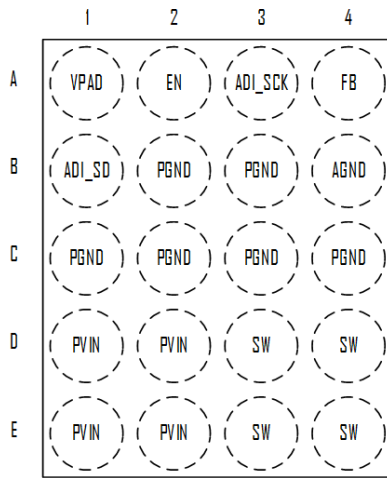 1 2 3 4
A VPAD EN ADI_SCK FB
B ADI_SD PGND PGND AGND
C PGND PGND PGND PGND
D PVIN PVIN SW SW
E PVIN PVIN SW SW